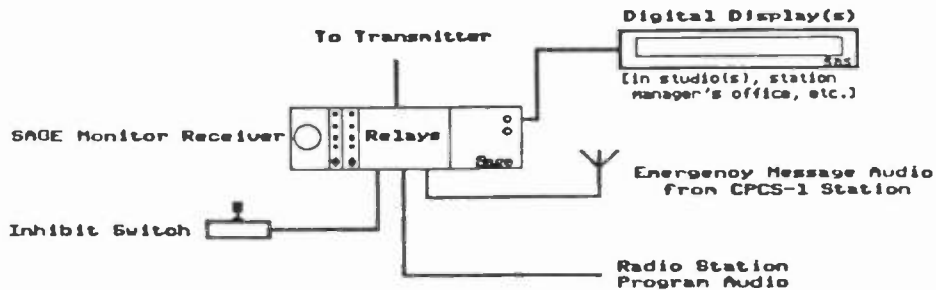 Digital Display(s)
To Transmitter
[in studio(s), station
manager's office, etc.]
SAGE Monitor Receiver
Relays
Sage
Emergency Message Audio
from CPCS-1 Station
Inhibit Switch
Radio Station
Program Audio